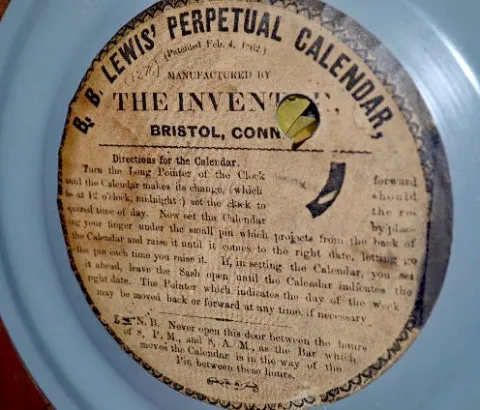 B. B. LEWIS' PERPETUAL CALENDAR,
(Patented Feb. 4, 1862.)
MANUFACTURED BY
THE INVENTOR,
BRISTOL, CONN
Directions for the Calendar.
Turn the Long Pointer of the Clock forward
until the Calendar makes its change, (which should
be at 12 o'clock, midnight;) set the clock to the re-
quired time of day. Now set the Calendar by plac-
ing your finger under the small pin which projects from the back of
the Calendar and raise it until it comes to the right date, letting go
the pin each time you raise it. If, in setting the Calendar, you set
it ahead, leave the Sash open until the Calendar indicates the
right date. The Pointer which indicates the day of the week
may be moved back or forward at any time, if necessary.
N. B. Never open this door between the hours
of 8, P. M., and 8, A. M., as the Bar which
moves the Calendar is in the way of the
Pin between these hours.